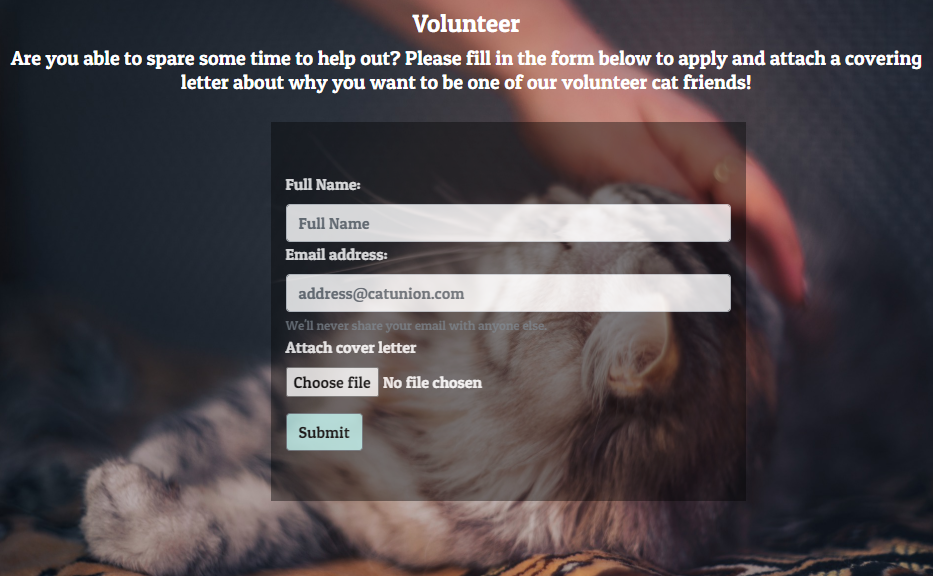 Volunteer
Are you able to spare some time to help out? Please fill in the form below to apply and attach a covering
letter about why you want to be one of our volunteer cat friends!
Full Name:
Full Name
Email address:
address@catunion.com
We'll never share your email with anyone else.
Attach cover letter
Choose file No file chosen
Submit